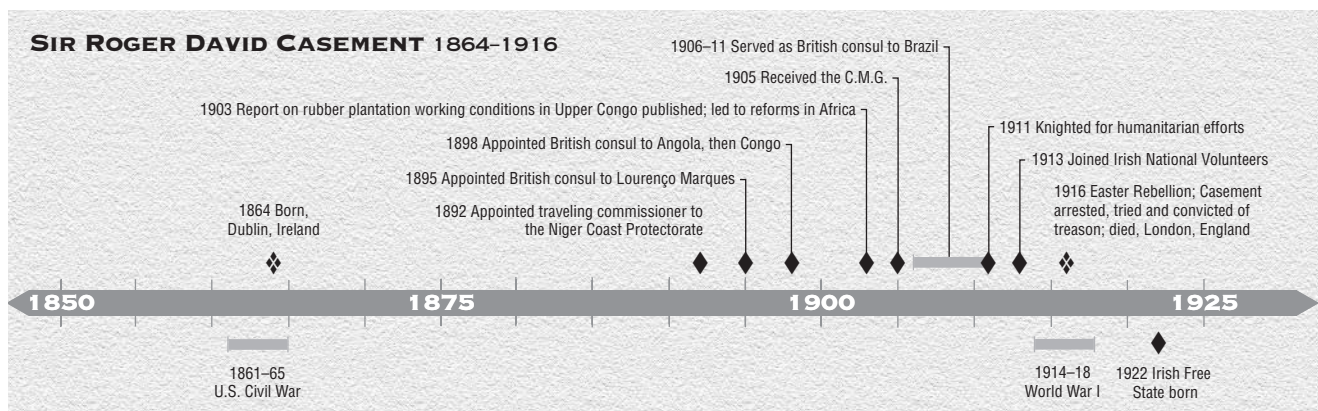 SIR ROGER DAVID CASEMENT 1864–1916
1906–11 Served as British consul to Brazil
1905 Received the C.M.G.
1903 Report on rubber plantation working conditions in Upper Congo published; led to reforms in Africa
1911 Knighted for humanitarian efforts
1898 Appointed British consul to Angola, then Congo
1913 Joined Irish National Volunteers
1895 Appointed British consul to Lourenço Marques
1864 Born,
Dublin, Ireland
1892 Appointed traveling commissioner to
the Niger Coast Protectorate
1916 Easter Rebellion; Casement
arrested, tried and convicted of
treason; died, London, England
1850
1875
1900
1925
1861–65
U.S. Civil War
1914–18
World War I
1922 Irish Free
State born